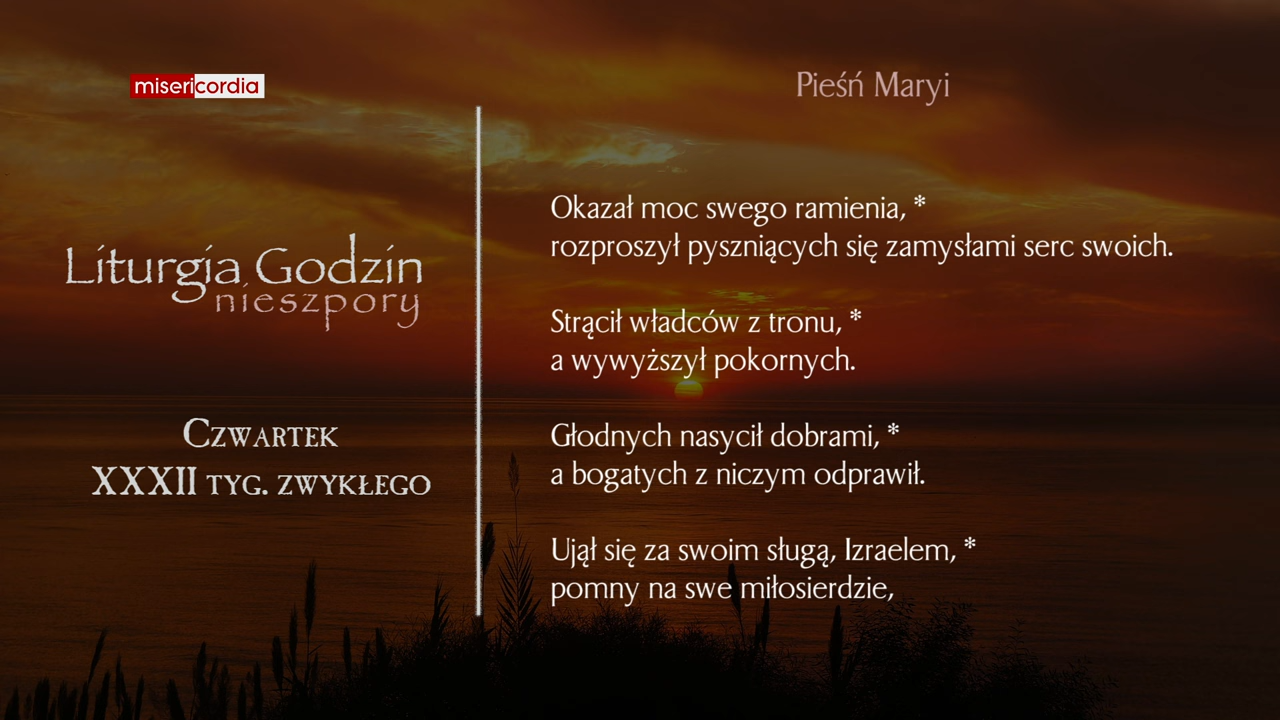 misericordia
Liturgia Godzin
nieszpory
Czwartek
XXXII tyg. zwykłego
Pieśń Maryi
Okazał moc swego ramienia, *
rozproszył pyszniących się zamysłami serc swoich.
Strącił władców z tronu, *
a wywyższył pokornych.
Głodnych nasycił dobrami, *
a bogatych z niczym odprawił.
Ujął się za swoim sługą, Izraelem, *
pomny na swe miłosierdzie,